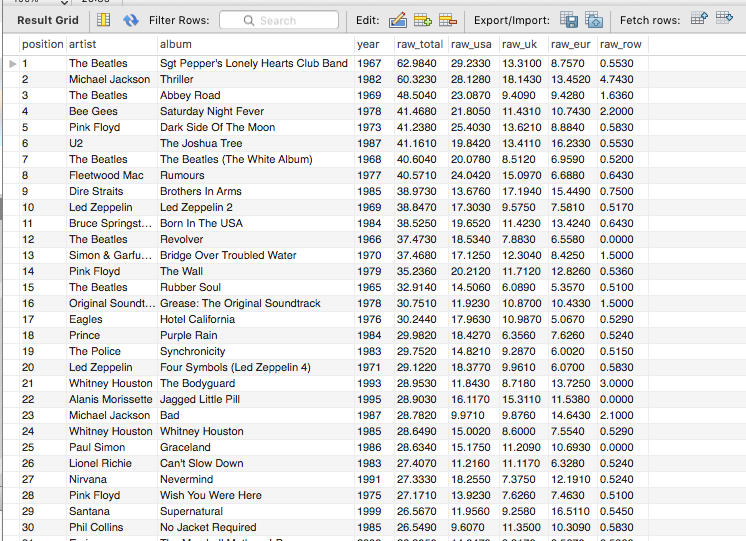 Result Grid Filter Rows: Search Edit: Export/Import: Fetch rows:
position artist album year raw_total raw_usa raw_uk raw_eur raw_row
1 The Beatles Sgt Pepper's Lonely Hearts Club Band 1967 62.9840 29.2330 13.3100 8.7570 0.5530
2 Michael Jackson Thriller 1982 60.3230 28.1280 18.1430 13.4520 4.7430
3 The Beatles Abbey Road 1969 48.5040 23.0870 9.4090 9.4280 1.6360
4 Bee Gees Saturday Night Fever 1978 41.4680 21.8050 11.4310 10.7430 2.2000
5 Pink Floyd Dark Side Of The Moon 1973 41.2380 25.4030 13.6210 8.8840 0.5830
6 U2 The Joshua Tree 1987 41.1610 19.8420 13.4110 16.2330 0.5530
7 The Beatles The Beatles (The White Album) 1968 40.6040 20.0780 8.5120 6.9590 0.5200
8 Fleetwood Mac Rumours 1977 40.5710 24.0420 15.0970 6.6880 0.6430
9 Dire Straits Brothers In Arms 1985 38.9730 13.6760 17.1940 15.4490 0.7500
10 Led Zeppelin Led Zeppelin 2 1969 38.8470 17.3030 9.5750 7.5810 0.5170
11 Bruce Springst... Born In The USA 1984 38.5250 19.6520 11.4230 13.4240 0.6430
12 The Beatles Revolver 1966 37.4730 18.5340 7.8830 6.5580 0.0000
13 Simon & Garfu... Bridge Over Troubled Water 1970 37.4680 17.1250 12.3040 8.4250 1.5000
14 Pink Floyd The Wall 1979 35.2360 20.2120 11.7120 12.8260 0.5360
15 The Beatles Rubber Soul 1965 32.9140 14.5060 6.0890 5.3570 0.5100
16 Original Soundt... Grease: The Original Soundtrack 1978 30.7510 11.9230 10.8700 10.4330 1.5000
17 Eagles Hotel California 1976 30.2440 17.9630 10.9870 5.0670 0.5290
18 Prince Purple Rain 1984 29.9820 18.4270 6.3560 7.6260 0.5240
19 The Police Synchronicity 1983 29.7520 14.8210 9.2870 6.0020 0.5150
20 Led Zeppelin Four Symbols (Led Zeppelin 4) 1971 29.1220 18.3770 9.9610 6.0700 0.5830
21 Whitney Houston The Bodyguard 1993 28.9530 11.8430 8.7180 13.7250 3.0000
22 Alanis Morissette Jagged Little Pill 1995 28.9030 16.1170 15.3110 11.5380 0.0000
23 Michael Jackson Bad 1987 28.7820 9.9710 9.8760 14.6430 2.1000
24 Whitney Houston Whitney Houston 1985 28.6490 15.0020 8.6000 7.5540 0.5290
25 Paul Simon Graceland 1986 28.6340 15.1750 11.2090 10.6930 0.0000
26 Lionel Richie Can't Slow Down 1983 27.4070 11.2160 11.1170 6.3280 0.5240
27 Nirvana Nevermind 1991 27.3330 18.2550 7.3750 12.1910 0.5240
28 Pink Floyd Wish You Were Here 1975 27.1710 13.9230 7.6260 7.4630 0.5100
29 Santana Supernatural 1999 26.5670 11.9560 9.2580 16.5110 0.5450
30 Phil Collins No Jacket Required 1985 26.5490 9.6070 11.3500 10.3090 0.5830